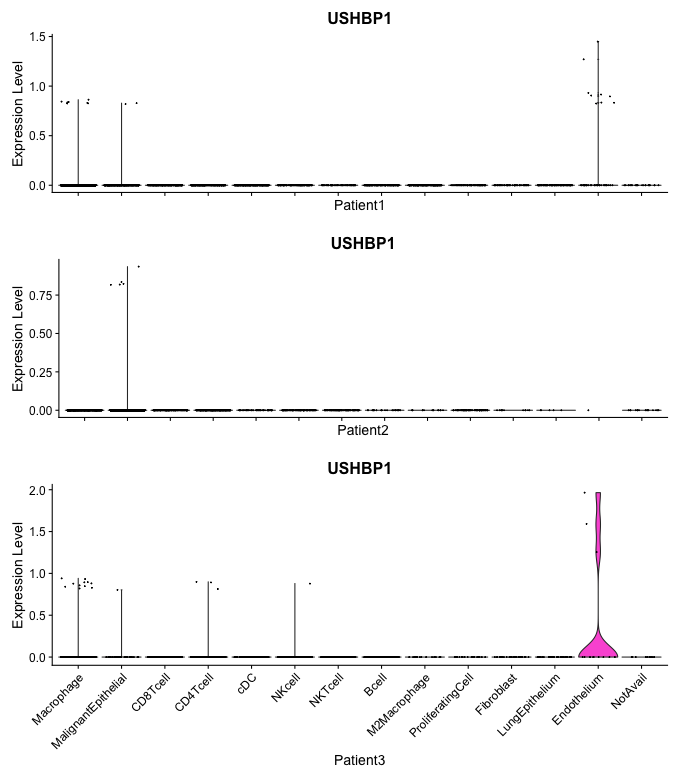 USHBP1
Expression Level
1.5
1.0
0.5
0.0
Patient1
USHBP1
Expression Level
0.75
0.50
0.25
0.00
Patient2
USHBP1
Expression Level
2.0
1.5
1.0
0.5
0.0
Macrophage
MalignantEpithelial
CD8Tcell
CD4Tcell
cDC
NKcell
NKTcell
Bcell
M2Macrophage
ProliferatingCell
Fibroblast
LungEpithelium
Endothelium
NotAvail
Patient3